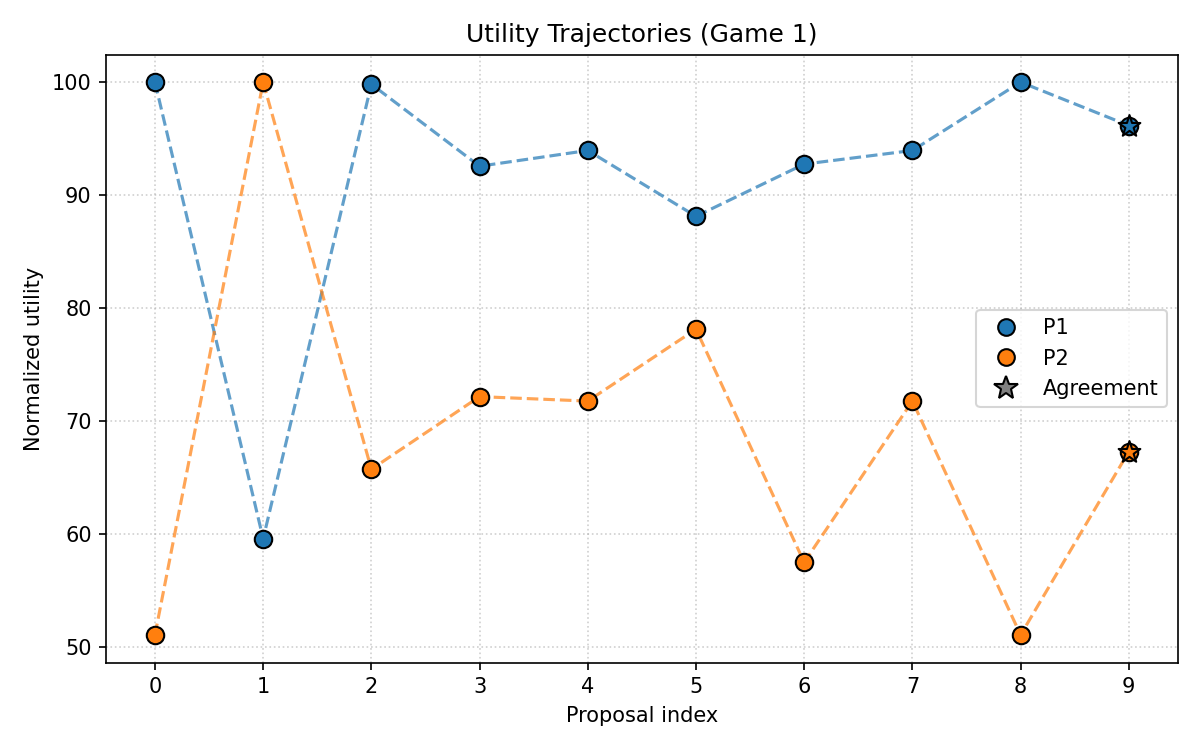 Utility Trajectories (Game 1)
Normalized utility
100
90
80
70
60
50
P1
P2
Agreement
0 1 2 3 4 5 6 7 8 9
Proposal index